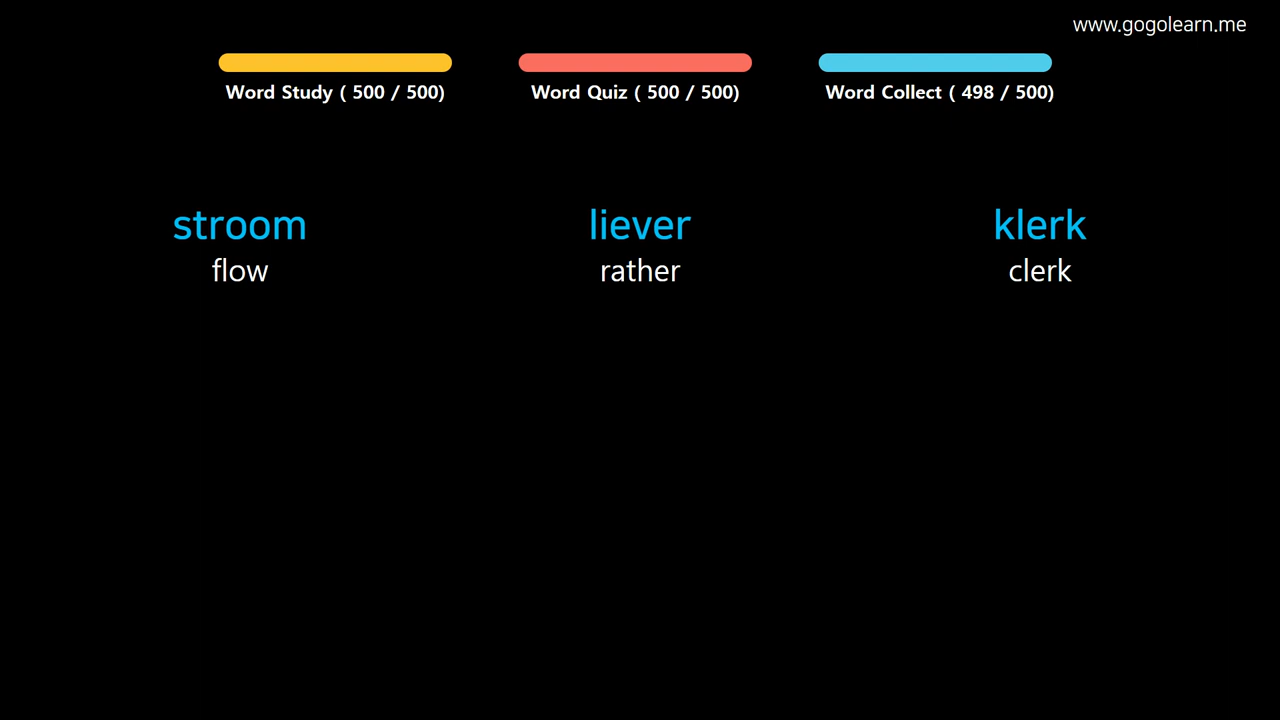 www.gogolearn.me
Word Study ( 500 / 500)
Word Quiz ( 500 / 500)
Word Collect ( 498 / 500)
stroom
flow
liever
rather
klerk
clerk